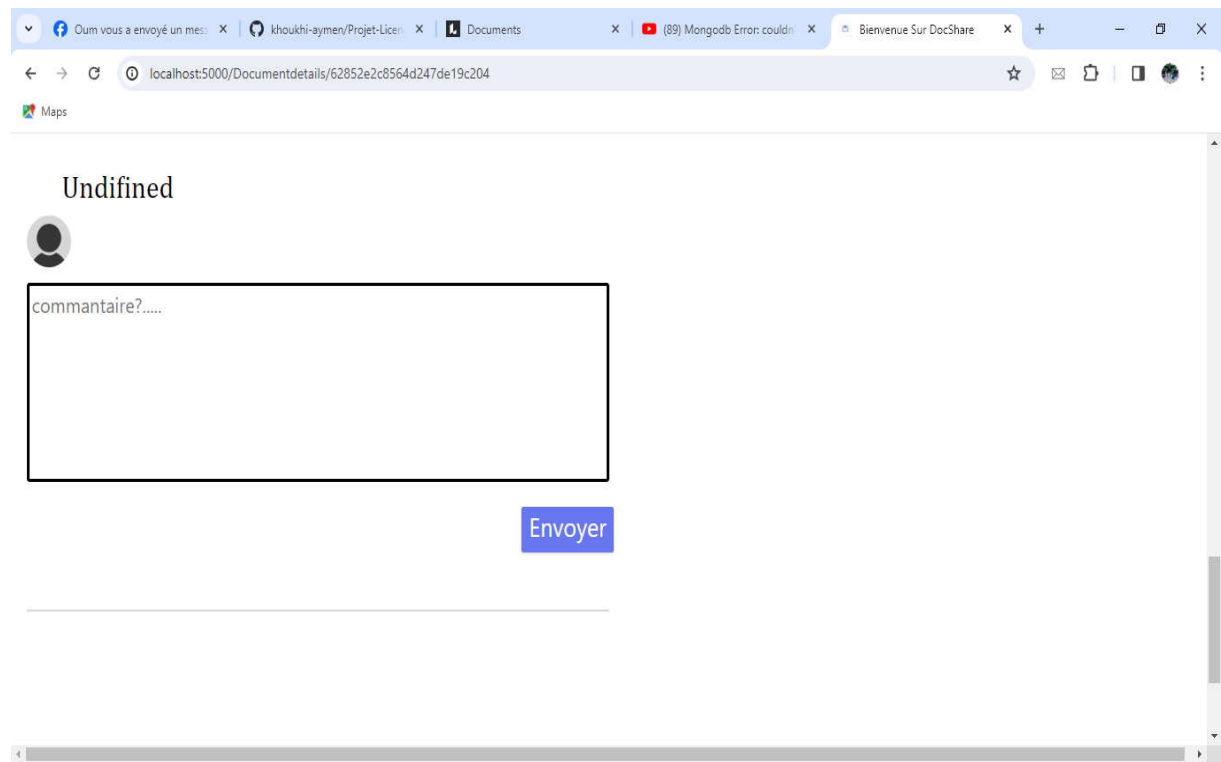 Oum vous a envoyé un mes
khoukhi-aymen/Projet-Licen
Documents
(89) Mongodb Error: couldn'
Bienvenue Sur DocShare
localhost:5000/Documentdetails/62852e2c8564d247de19c204
Maps
Undifined
commantaire?.....
Envoyer